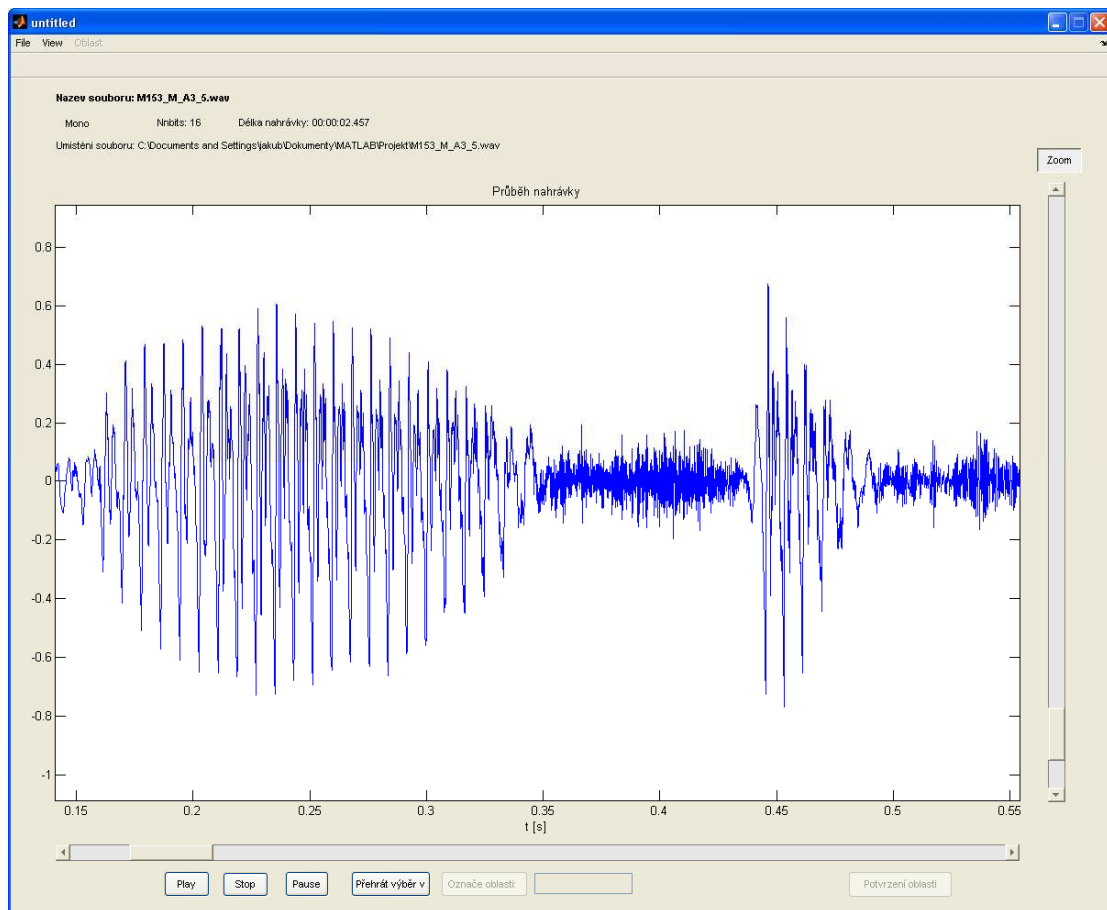 untitled
File View Oblast
Nazev souboru: M153_M_A3_5.wav
Mono Nnbits: 16 Délka nahrávky: 00:00:02.457
Umistění souboru: C:\Documents and Settings\jakub\Dokumenty\MATLAB\Projekt\M153_M_A3_5.wav
Zoom
Průběh nahrávky
0.8
0.6
0.4
0.2
0
-0.2
-0.4
-0.6
-0.8
-1
0.15 0.2 0.25 0.3 0.35 0.4 0.45 0.5 0.55
t [s]
Play Stop Pause Přehrát výběr v Označe oblasti: Potvrzení oblasti